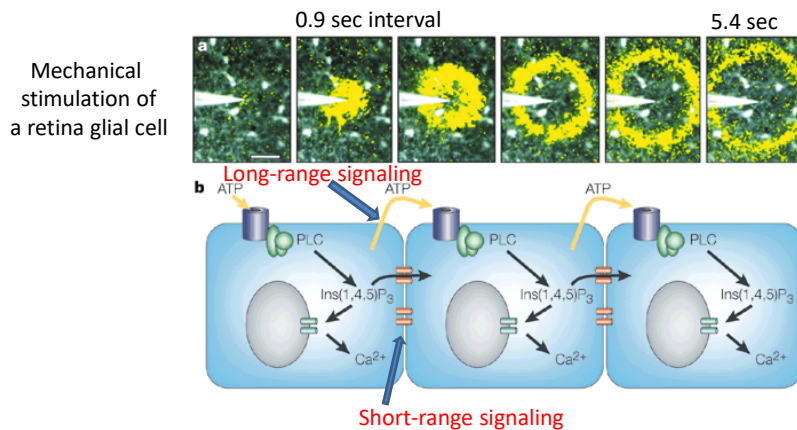 0.9 sec interval
5.4 sec
a
Mechanical
stimulation of
a retina glial cell
Long-range signaling
b
ATP
ATP
ATP
PLC
PLC
PLC
Ins(1,4,5)P₃
Ins(1,4,5)P₃
Ins(1,4,5)P₃
Ca²⁺
Ca²⁺
Ca²⁺
Short-range signaling